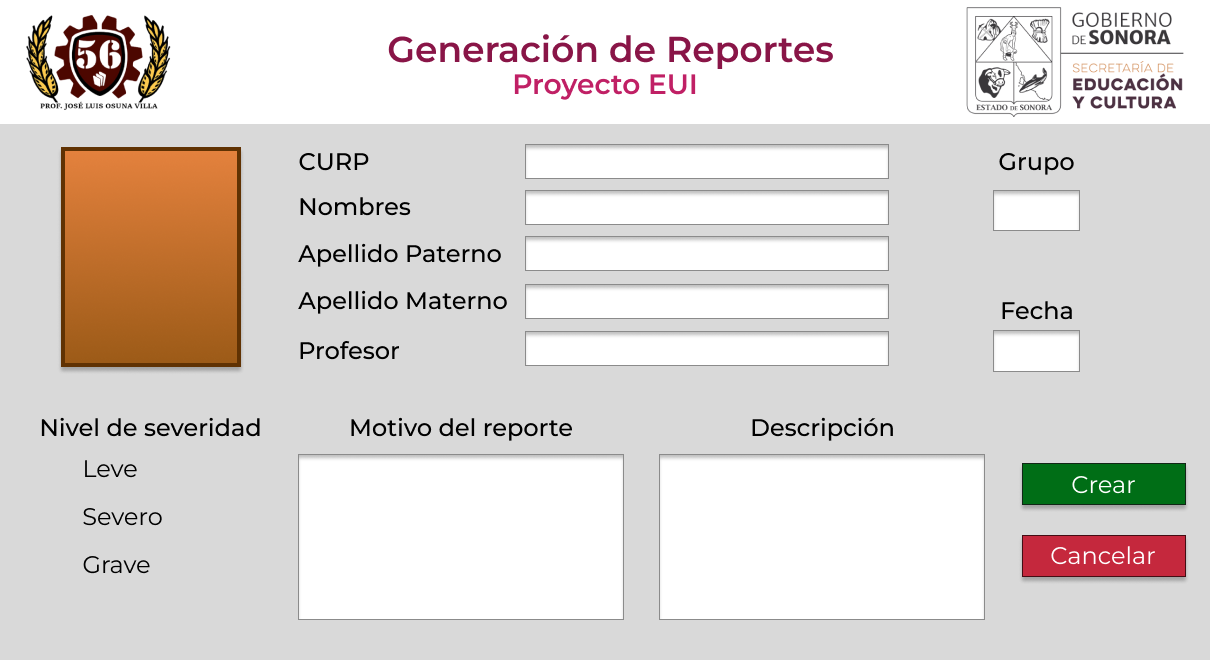 56
PROF. JOSÉ LUIS OSUNA VILLA
Generación de Reportes
Proyecto EUI
ESTADO DE SONORA
GOBIERNO
DE SONORA
SECRETARÍA DE
EDUCACIÓN
Y CULTURA
CURP
Nombres
Apellido Paterno
Apellido Materno
Profesor
Grupo
Fecha
Nivel de severidad
Leve
Severo
Grave
Motivo del reporte
Descripción
Crear
Cancelar